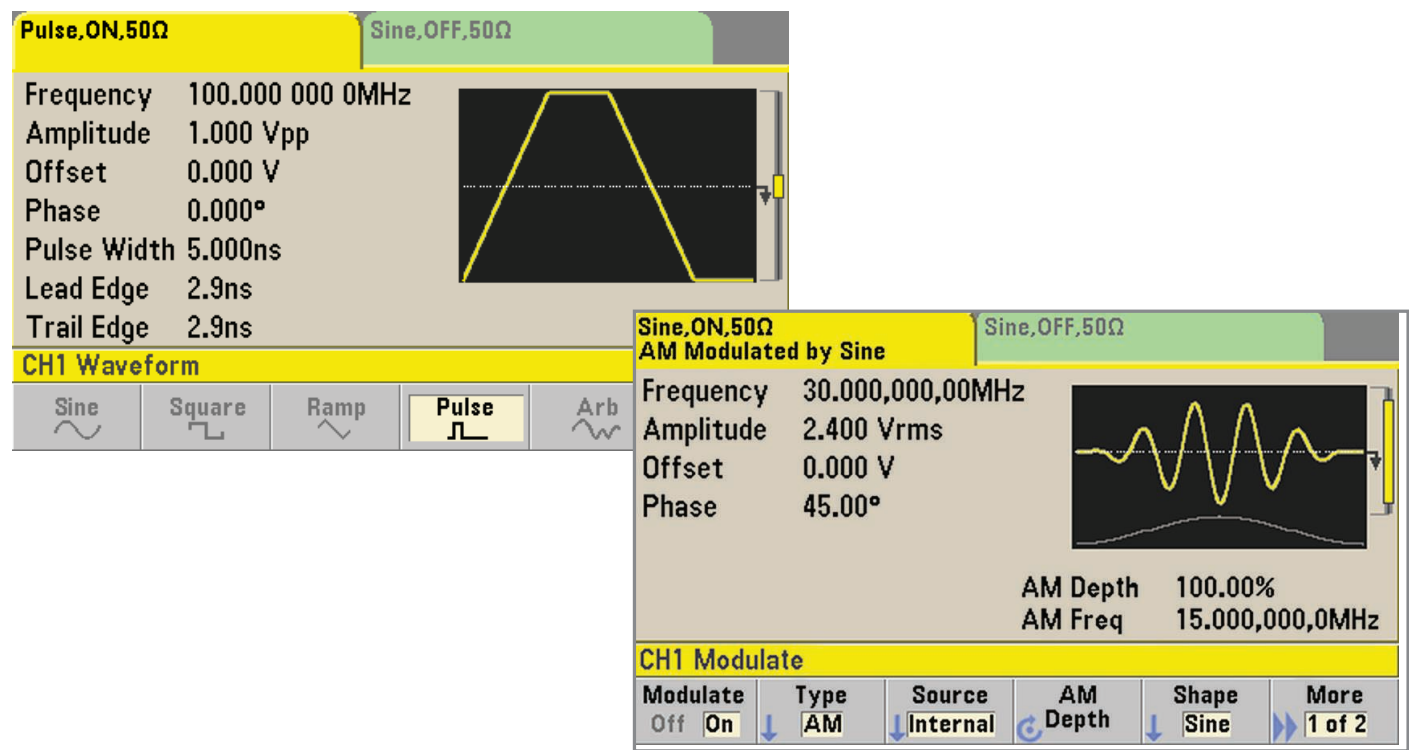 Pulse,ON,50Ω
Sine,OFF,50Ω
Frequency 100.000 000 0MHz
Amplitude 1.000 Vpp
Offset 0.000 V
Phase 0.000°
Pulse Width 5.000ns
Lead Edge 2.9ns
Trail Edge 2.9ns
CH1 Waveform
Sine Square Ramp Pulse Arb
Sine,ON,50Ω
AM Modulated by Sine
Sine,OFF,50Ω
Frequency 30.000,000,00MHz
Amplitude 2.400 Vrms
Offset 0.000 V
Phase 45.00°
AM Depth 100.00%
AM Freq 15.000,000,0MHz
CH1 Modulate
Modulate Type Source AM Shape More
Off On AM Internal Depth Sine 1 of 2